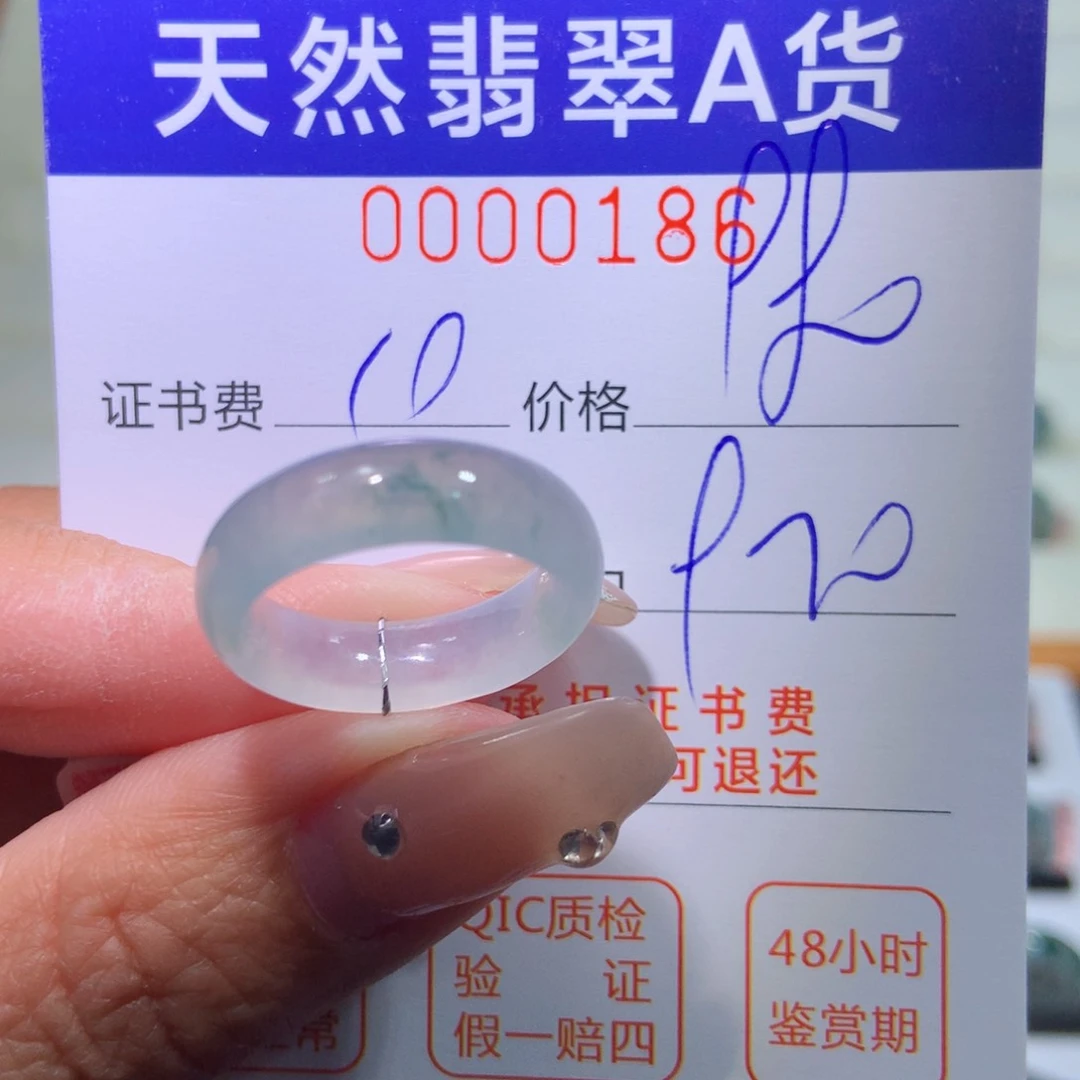 天然翡翠A货
0000186
证书费 10 价格
承担证书费
可退还
QIC质检 48小时
验 证 鉴赏期
常 假一赔四